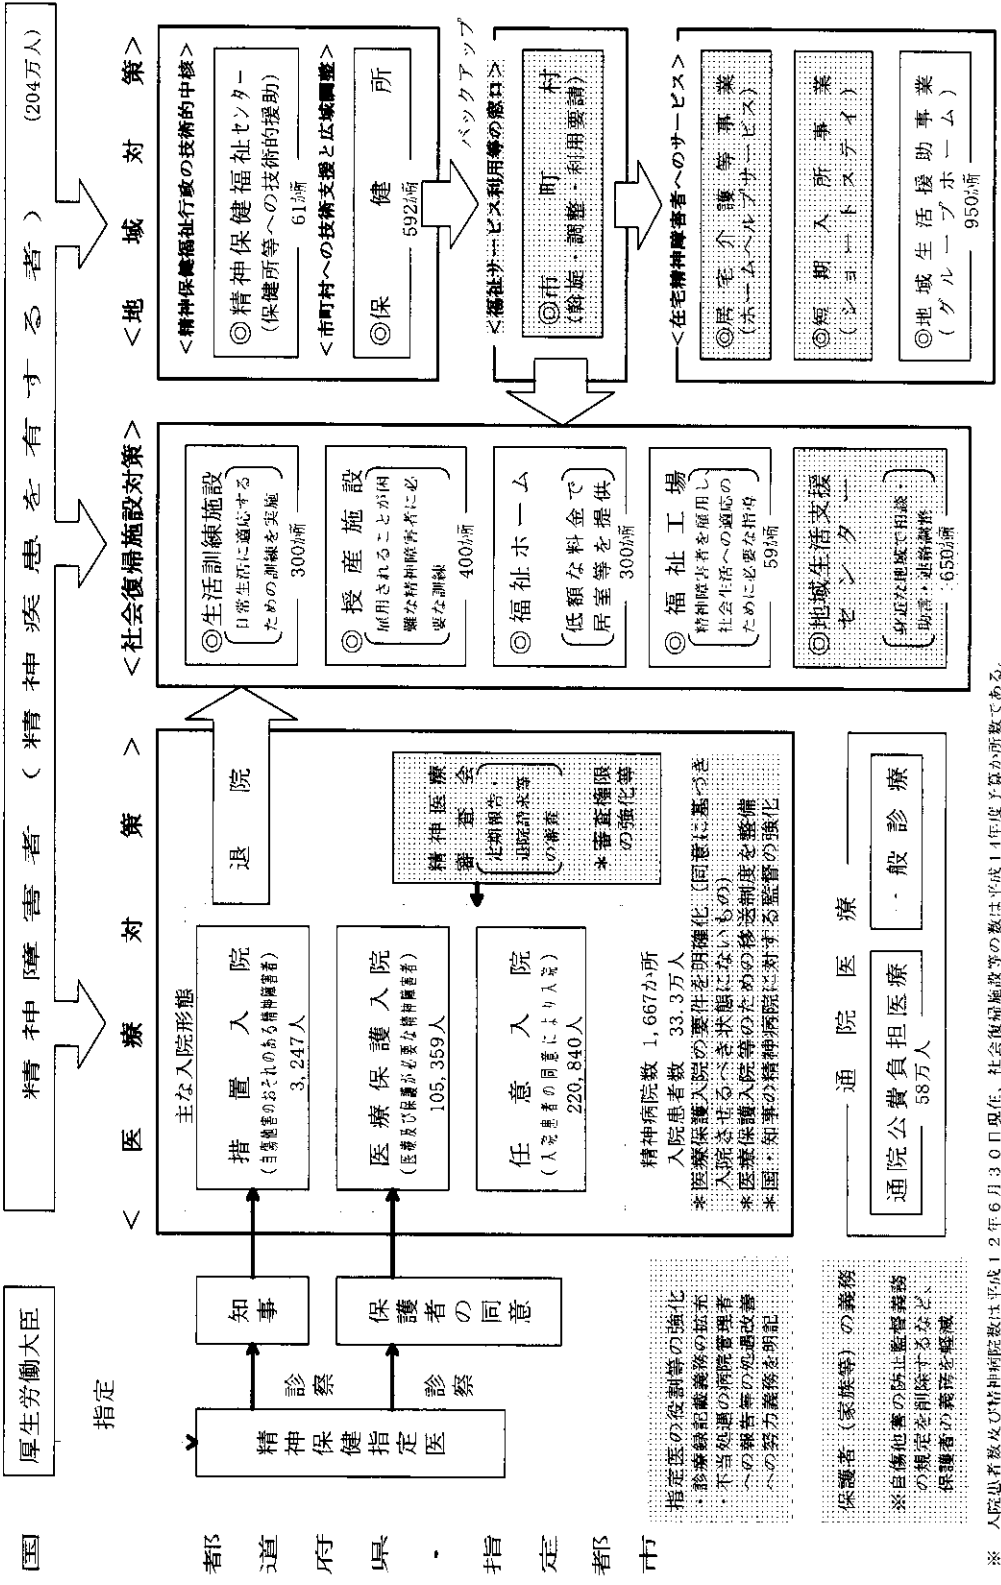 国
厚生労働大臣
精神障害者（精神疾患を有する者）
(204万人)
指定
都道府県・指定都市
精神保健指定医
診察
診察
知事
保護者の同意
指定医の役割等の強化
・診療録記載義務の拡充
・不当処遇の病院管理者
への報告等の処遇改善
への努力義務を明記
保護者（家族等）の義務
※自傷他害の防止監督義務
の規定を削除するなど、
保護者の義務を軽減
＜医療対策＞
主な入院形態
措置入院
(自傷他害のおそれのある精神障害者)
3,247人
医療保護入院
(医療及び保護が必要な精神障害者)
105,359人
任意入院
(入院患者の同意により入院)
220,840人
退院
精神医療
審査会
定期報告・
退院請求等
の審査
＊審査権限
の強化等
精神病院数 1,667か所
入院患者数 33.3万人
＊医療保護入院の要件を明確化（同意に基づき
入院させるべき状態にないもの）
＊医療保護入院等のための移送制度を整備
＊国・知事の精神病院に対する監督の強化
通院医療
通院公費負担医療
58万人
一般診療
＜社会復帰施設対策＞
◎生活訓練施設
日常生活に適応する
ための訓練を実施
300か所
◎授産施設
雇用されることが困
難な精神障害者に必
要な訓練
400か所
◎福祉ホーム
低額な料金で
居室等を提供
300か所
◎福祉工場
精神障害者を雇用し、
社会生活への適応の
ために必要な指導
59か所
◎地域生活支援
センター
身近な地域で相談・
助言・連絡調整
650か所
＜地域対策＞
＜精神保健福祉行政の技術的中核＞
◎精神保健福祉センター
(保健所等への技術的援助)
61か所
＜市町村への技術支援と広域調整＞
◎保健所
592か所
バックアップ
＜福祉サービス利用等の窓口＞
◎市町村
(斡旋・調整・利用要請)
＜在宅精神障害者へのサービス＞
◎居宅介護等事業
(ホームヘルプサービス)
◎短期入所事業
(ショートステイ)
◎地域生活援助事業
(グループホーム)
950か所
※ 入院患者数及び精神病院数は平成12年6月30日現在、社会復帰施設等の数は平成14年度予算か所数である。